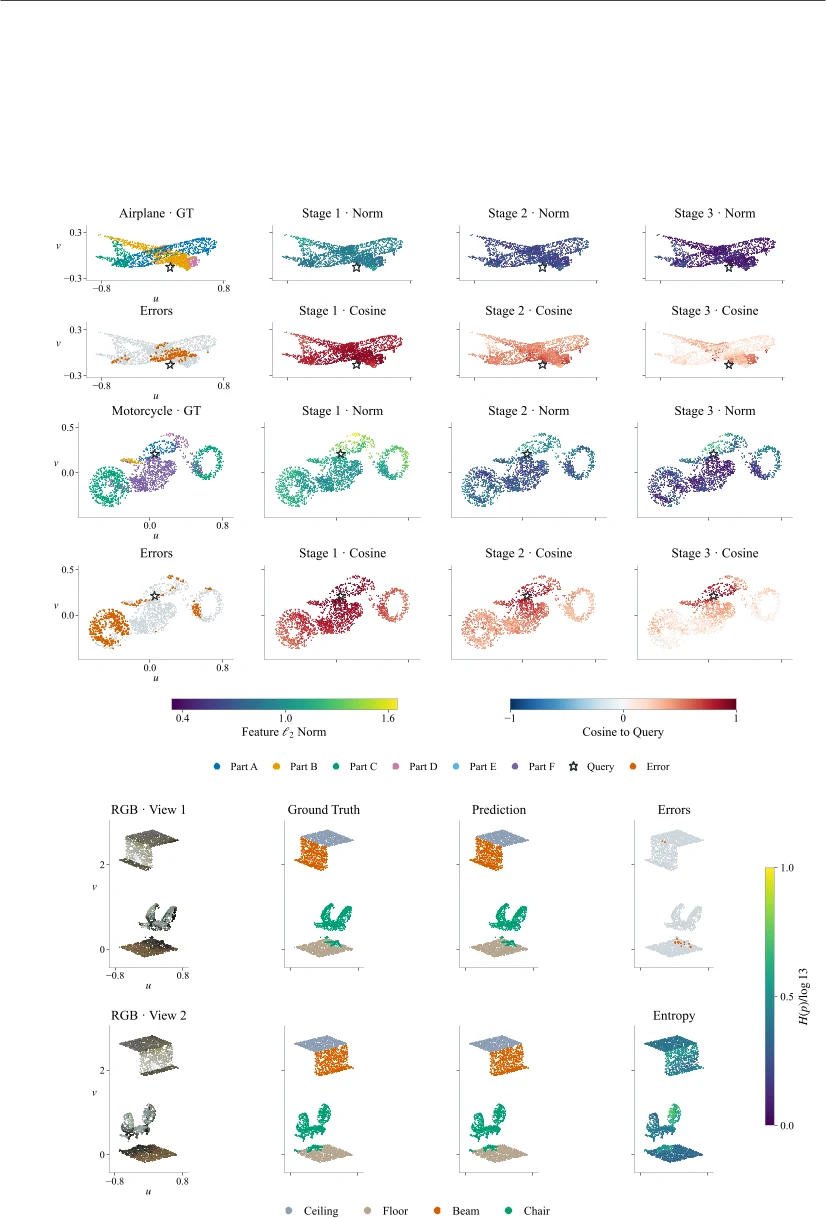 Airplane · GT Stage 1 · Norm Stage 2 · Norm Stage 3 · Norm
0.3
v
−0.3
−0.8 0.8
u
Errors Stage 1 · Cosine Stage 2 · Cosine Stage 3 · Cosine
0.3
v
−0.3
−0.8 0.8
u
Motorcycle · GT Stage 1 · Norm Stage 2 · Norm Stage 3 · Norm
0.5
v
0.0
0.0 0.8
u
Errors Stage 1 · Cosine Stage 2 · Cosine Stage 3 · Cosine
0.5
v
0.0
0.0 0.8
u
0.4 1.0 1.6 −1 0 1
Feature ℓ2 Norm Cosine to Query
Part A Part B Part C Part D Part E Part F Query Error
RGB · View 1 Ground Truth Prediction Errors
2
v
0
−0.8 0.8
u
1.0
0.5
0.0
H(p)/log 13
RGB · View 2 Entropy
2
v
0
−0.8 0.8
u
Ceiling Floor Beam Chair